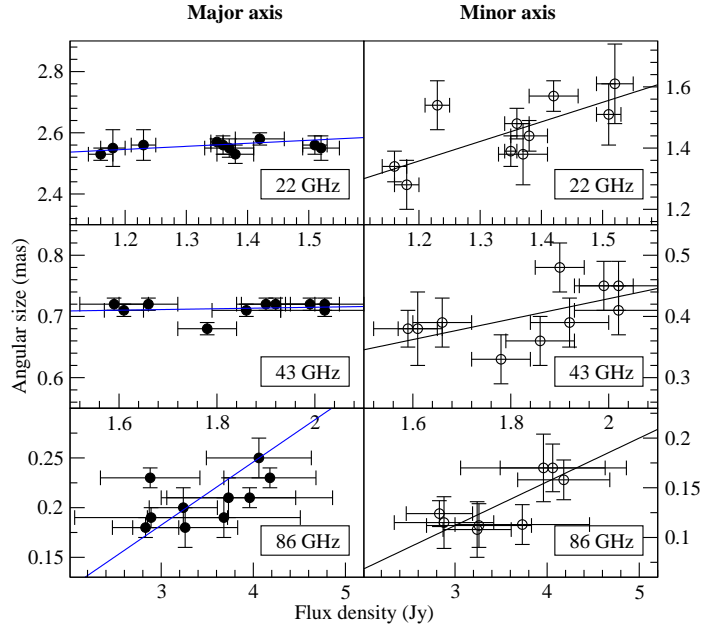 Major axis Minor axis
2.8
2.6
2.4
22 GHz
1.6
1.4
1.2
22 GHz
1.2 1.3 1.4 1.5
1.2 1.3 1.4 1.5
Angular size (mas)
0.8
0.7
0.6
43 GHz
0.5
0.4
0.3
43 GHz
1.6 1.8 2
1.6 1.8 2
0.25
0.2
0.15
86 GHz
0.2
0.15
0.1
86 GHz
3 4 5
3 4 5
Flux density (Jy)